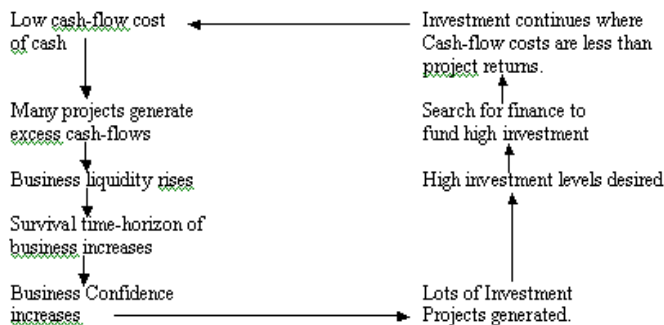 Low cash-flow cost
of cash
Many projects generate
excess cash-flows
Business liquidity rises
Survival time-horizon of
business increases
Business Confidence
increases
Lots of Investment
Projects generated.
High investment levels desired
Search for finance to
fund high investment
Investment continues where
Cash-flow costs are less than
project returns.